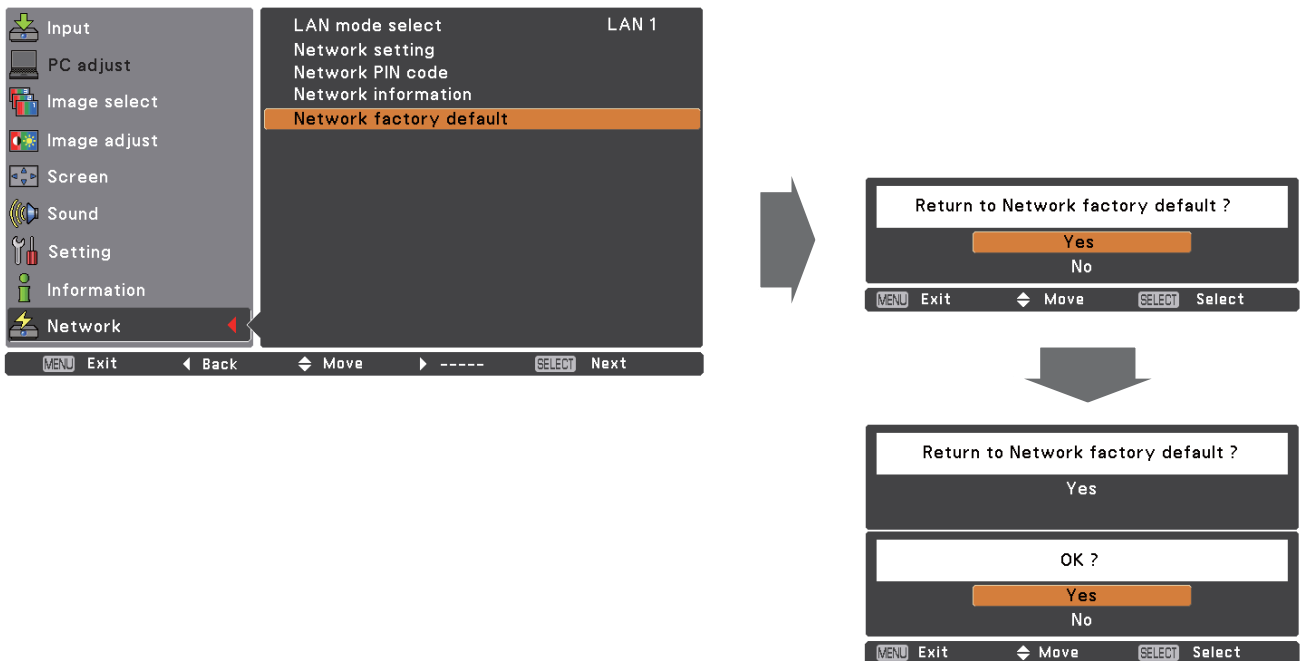 Input
PC adjust
Image select
Image adjust
Screen
Sound
Setting
Information
Network
LAN mode select LAN 1
Network setting
Network PIN code
Network information
Network factory default
MENU Exit Back Move ----- SELECT Next
Return to Network factory default ?
Yes
No
MENU Exit Move SELECT Select
Return to Network factory default ?
Yes
OK ?
Yes
No
MENU Exit Move SELECT Select